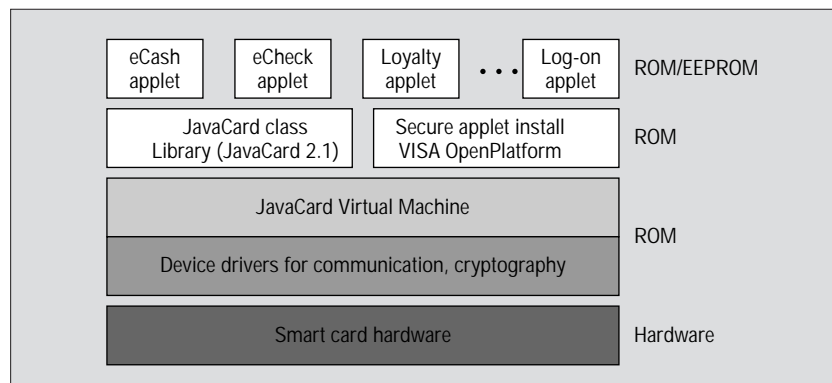 eCash
applet
eCheck
applet
Loyalty
applet
...
Log-on
applet
ROM/EEPROM
JavaCard class
Library (JavaCard 2.1)
Secure applet install
VISA OpenPlatform
ROM
JavaCard Virtual Machine
ROM
Device drivers for communication, cryptography
Smart card hardware
Hardware